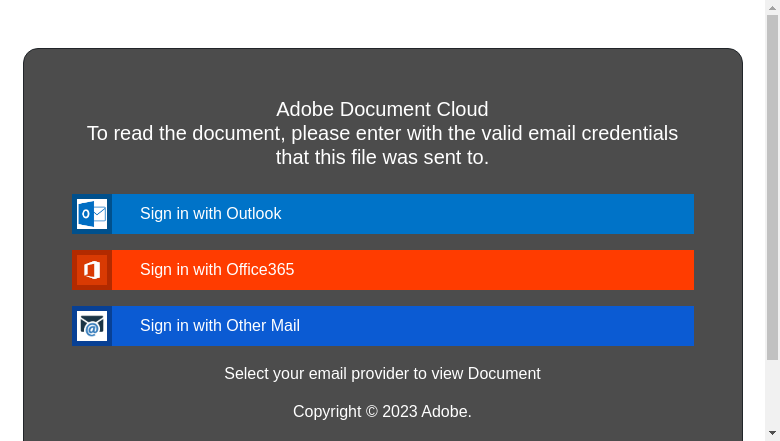 Adobe Document Cloud
To read the document, please enter with the valid email credentials
that this file was sent to.
Sign in with Outlook
Sign in with Office365
Sign in with Other Mail
Select your email provider to view Document
Copyright © 2023 Adobe.